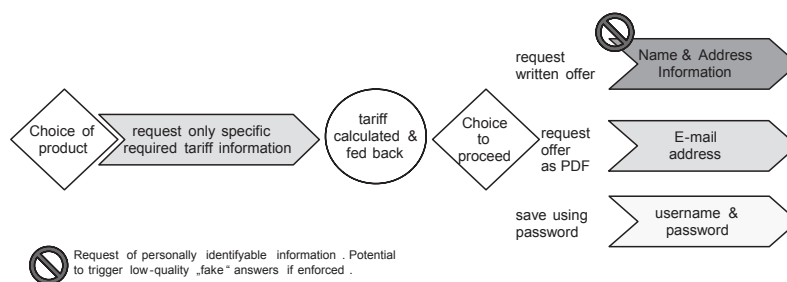 request
written offer
Name & Address
Information
Choice of
product
request only specific
required tariff information
tariff
calculated &
fed back
Choice
to
proceed
request
offer
as PDF
E-mail
address
save using
password
username &
password
Request of personally identifyable information . Potential
to trigger low-quality „fake“ answers if enforced .